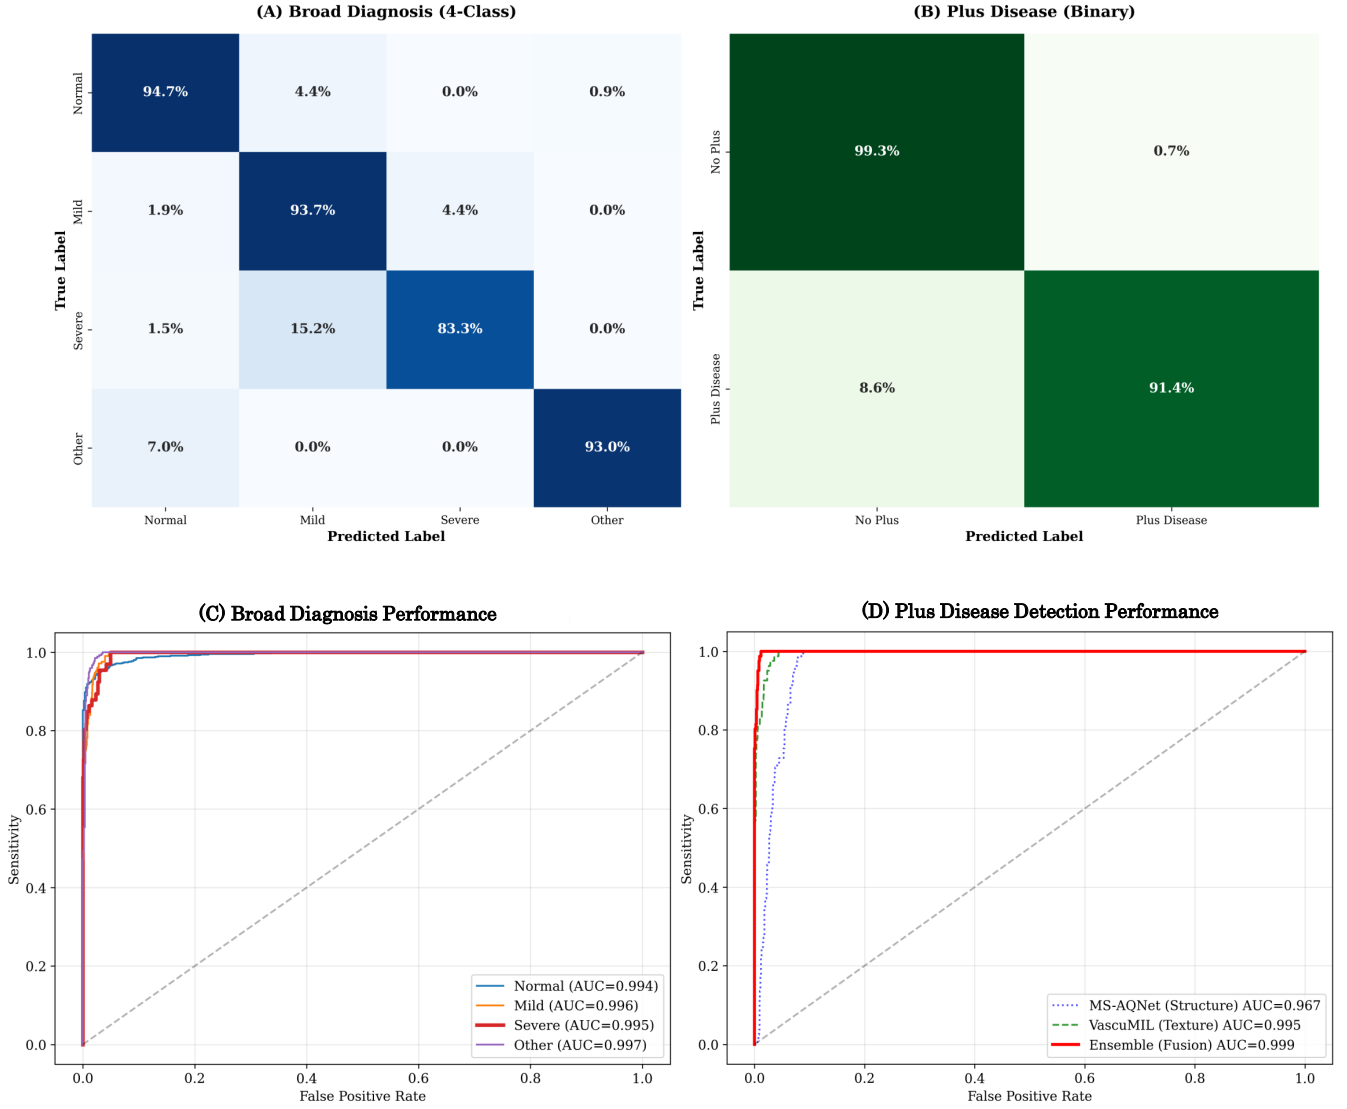 (A) Broad Diagnosis (4-Class)
True Label
Normal
94.7% 4.4% 0.0% 0.9%
Mild
1.9% 93.7% 4.4% 0.0%
Severe
1.5% 15.2% 83.3% 0.0%
Other
7.0% 0.0% 0.0% 93.0%
Normal Mild Severe Other
Predicted Label
(B) Plus Disease (Binary)
True Label
No Plus
99.3% 0.7%
Plus Disease
8.6% 91.4%
No Plus Plus Disease
Predicted Label
(C) Broad Diagnosis Performance
Sensitivity
1.0
0.8
0.6
0.4
0.2
0.0
Normal (AUC=0.994)
Mild (AUC=0.996)
Severe (AUC=0.995)
Other (AUC=0.997)
0.0 0.2 0.4 0.6 0.8 1.0
False Positive Rate
(D) Plus Disease Detection Performance
Sensitivity
1.0
0.8
0.6
0.4
0.2
0.0
MS-AQNet (Structure) AUC=0.967
VascuMIL (Texture) AUC=0.995
Ensemble (Fusion) AUC=0.999
0.0 0.2 0.4 0.6 0.8 1.0
False Positive Rate